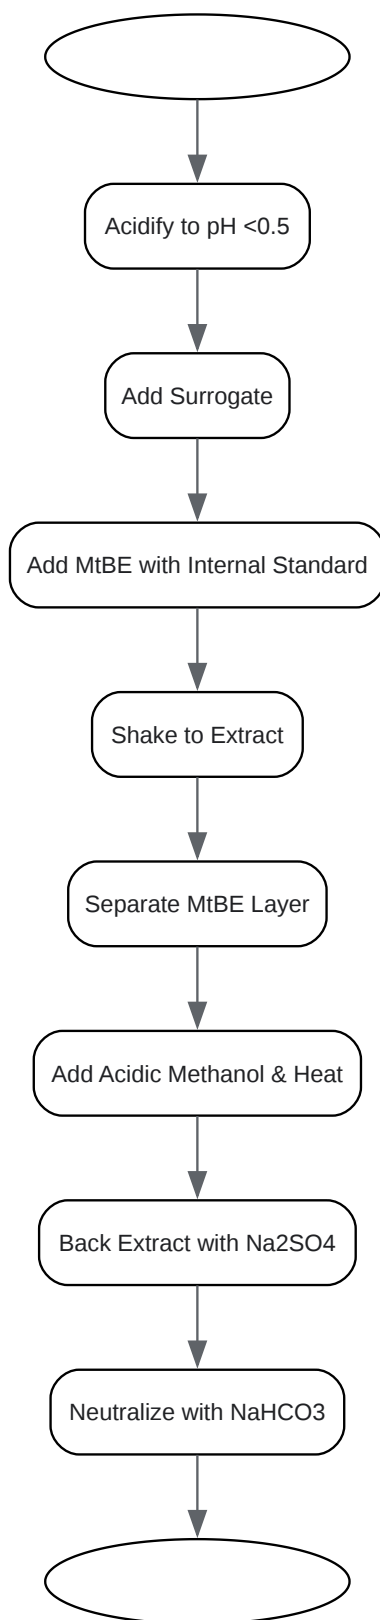 Acidify to pH <0.5
Add Surrogate
Add MtBE with Internal Standard
Shake to Extract
Separate MtBE Layer
Add Acidic Methanol & Heat
Back Extract with Na2SO4
Neutralize with NaHCO3